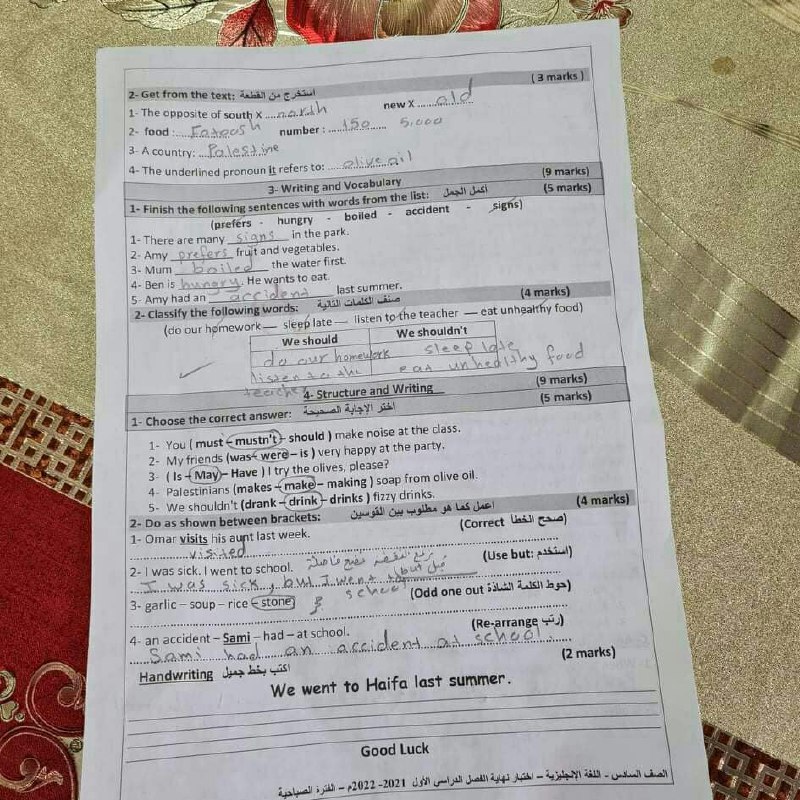 2- Get from the text: استخرج من القطعة ( 3 marks )
1- The opposite of south X ...north new X ...old
2- food :...Fatoosh number :....150...... 5,000
3- A country:...Palestine
4- The underlined pronoun it refers to: ...olive oil
3- Writing and Vocabulary (9 marks)
1- Finish the following sentences with words from the list: أكمل الجمل (5 marks)
(prefers - hungry - boiled - accident - signs)
1- There are many signs in the park.
2- Amy prefers fruit and vegetables.
3- Mum boiled the water first.
4- Ben is hungry. He wants to eat.
5- Amy had an accident last summer.
2- Classify the following words: صنف الكلمات التالية (4 marks)
(do our homework — sleep late — listen to the teacher — eat unhealthy food)
We should We shouldn't
do our homework sleep late
listen to the eat unhealthy food
teacher
4- Structure and Writing (9 marks)
1- Choose the correct answer: اختر الإجابة الصحيحة (5 marks)
1- You ( must – mustn't – should ) make noise at the class.
2- My friends (was – were – is ) very happy at the party.
3- ( Is – May – Have ) I try the olives, please?
4- Palestinians (makes – make – making ) soap from olive oil.
5- We shouldn't (drank – drink – drinks ) fizzy drinks.
2- Do as shown between brackets: اعمل كما هو مطلوب بين القوسين (4 marks)
1- Omar visits his aunt last week. (Correct صحح الخطأ)
visited
2- I was sick. I went to school. (Use but: استخدم)
I was sick, but I went to
school
3- garlic – soup – rice – stone (Odd one out حوط الكلمة الشاذة)
4- an accident – Sami – had – at school. (Re-arrange رتب)
Sami had an accident at school.
Handwriting اكتب بخط جميل (2 marks)
We went to Haifa last summer.
Good Luck
الصف السادس – اللغة الإنجليزية – اختبار نهاية الفصل الدراسي الأول 2021- 2022م – الفترة الصباحية